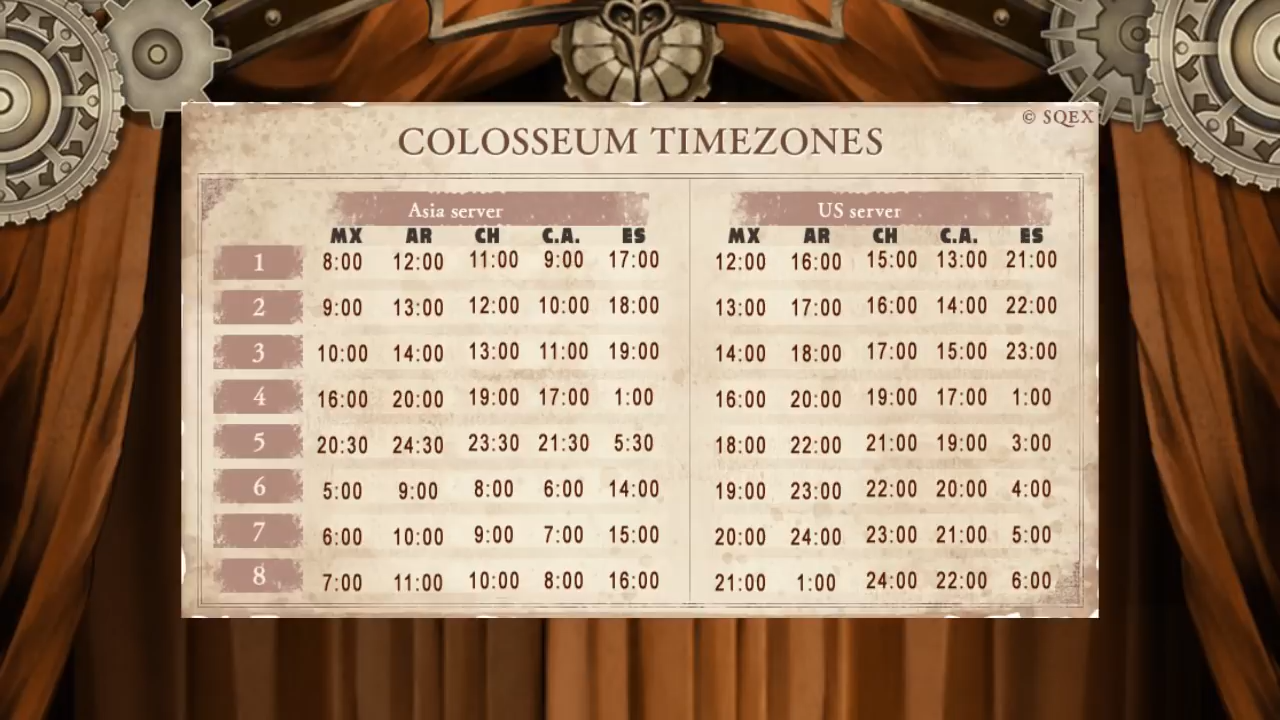 © SQEX
COLOSSEUM TIMEZONES
Asia server US server
MX AR CH C.A. ES MX AR CH C.A. ES
1 8:00 12:00 11:00 9:00 17:00 12:00 16:00 15:00 13:00 21:00
2 9:00 13:00 12:00 10:00 18:00 13:00 17:00 16:00 14:00 22:00
3 10:00 14:00 13:00 11:00 19:00 14:00 18:00 17:00 15:00 23:00
4 16:00 20:00 19:00 17:00 1:00 16:00 20:00 19:00 17:00 1:00
5 20:30 24:30 23:30 21:30 5:30 18:00 22:00 21:00 19:00 3:00
6 5:00 9:00 8:00 6:00 14:00 19:00 23:00 22:00 20:00 4:00
7 6:00 10:00 9:00 7:00 15:00 20:00 24:00 23:00 21:00 5:00
8 7:00 11:00 10:00 8:00 16:00 21:00 1:00 24:00 22:00 6:00